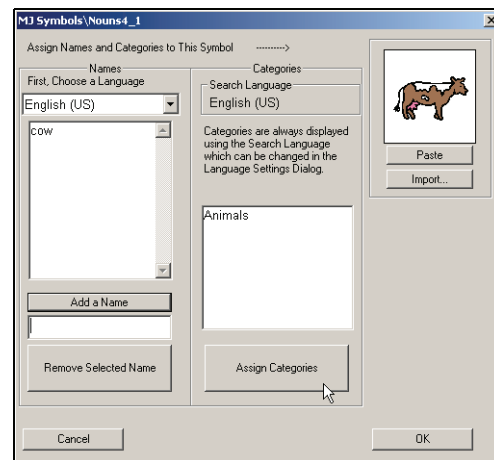 MJ Symbols\Nouns4_1
Assign Names and Categories to This Symbol ---------->
Names
First, Choose a Language
English (US)
cow
Add a Name
Remove Selected Name
Categories
Search Language
English (US)
Categories are always displayed
using the Search Language
which can be changed in the
Language Settings Dialog.
Animals
Assign Categories
Paste
Import...
Cancel
OK